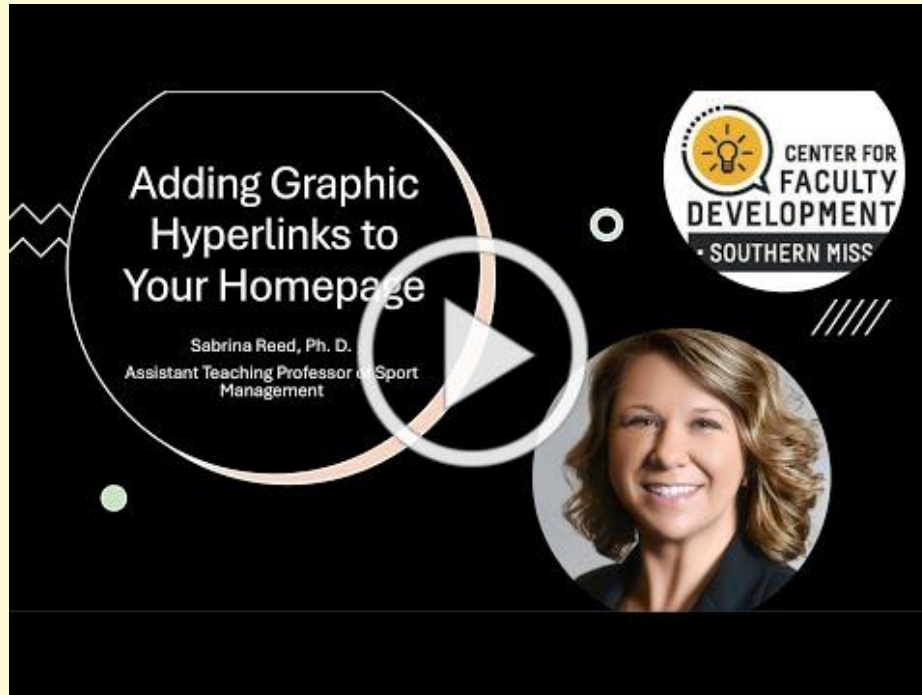 Adding Graphic
Hyperlinks to
Your Homepage
Sabrina Reed, Ph. D.
Assistant Teaching Professor of Sport
Management
CENTER FOR
FACULTY
DEVELOPMENT
• SOUTHERN MISS